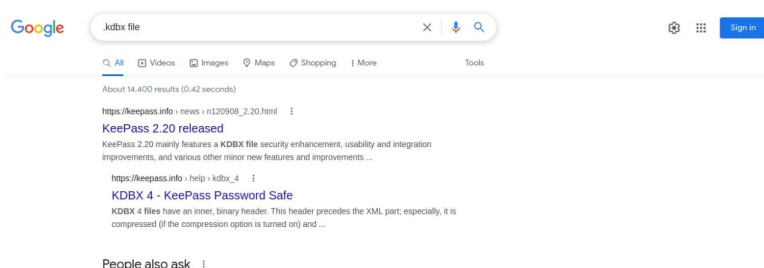 Google
.kdbx file
Sign in
All Videos Images Maps Shopping More Tools
About 14.400 results (0,42 seconds)
https://keepass.info › news › n120908_2.20.html
KeePass 2.20 released
KeePass 2.20 mainly features a KDBX file security enhancement, usability and integration
improvements, and various other minor new features and improvements ...
https://keepass.info › help › kdbx_4
KDBX 4 - KeePass Password Safe
KDBX 4 files have an inner, binary header. This header precedes the XML part; especially, it is
compressed (if the compression option is turned on) and ...
People also ask